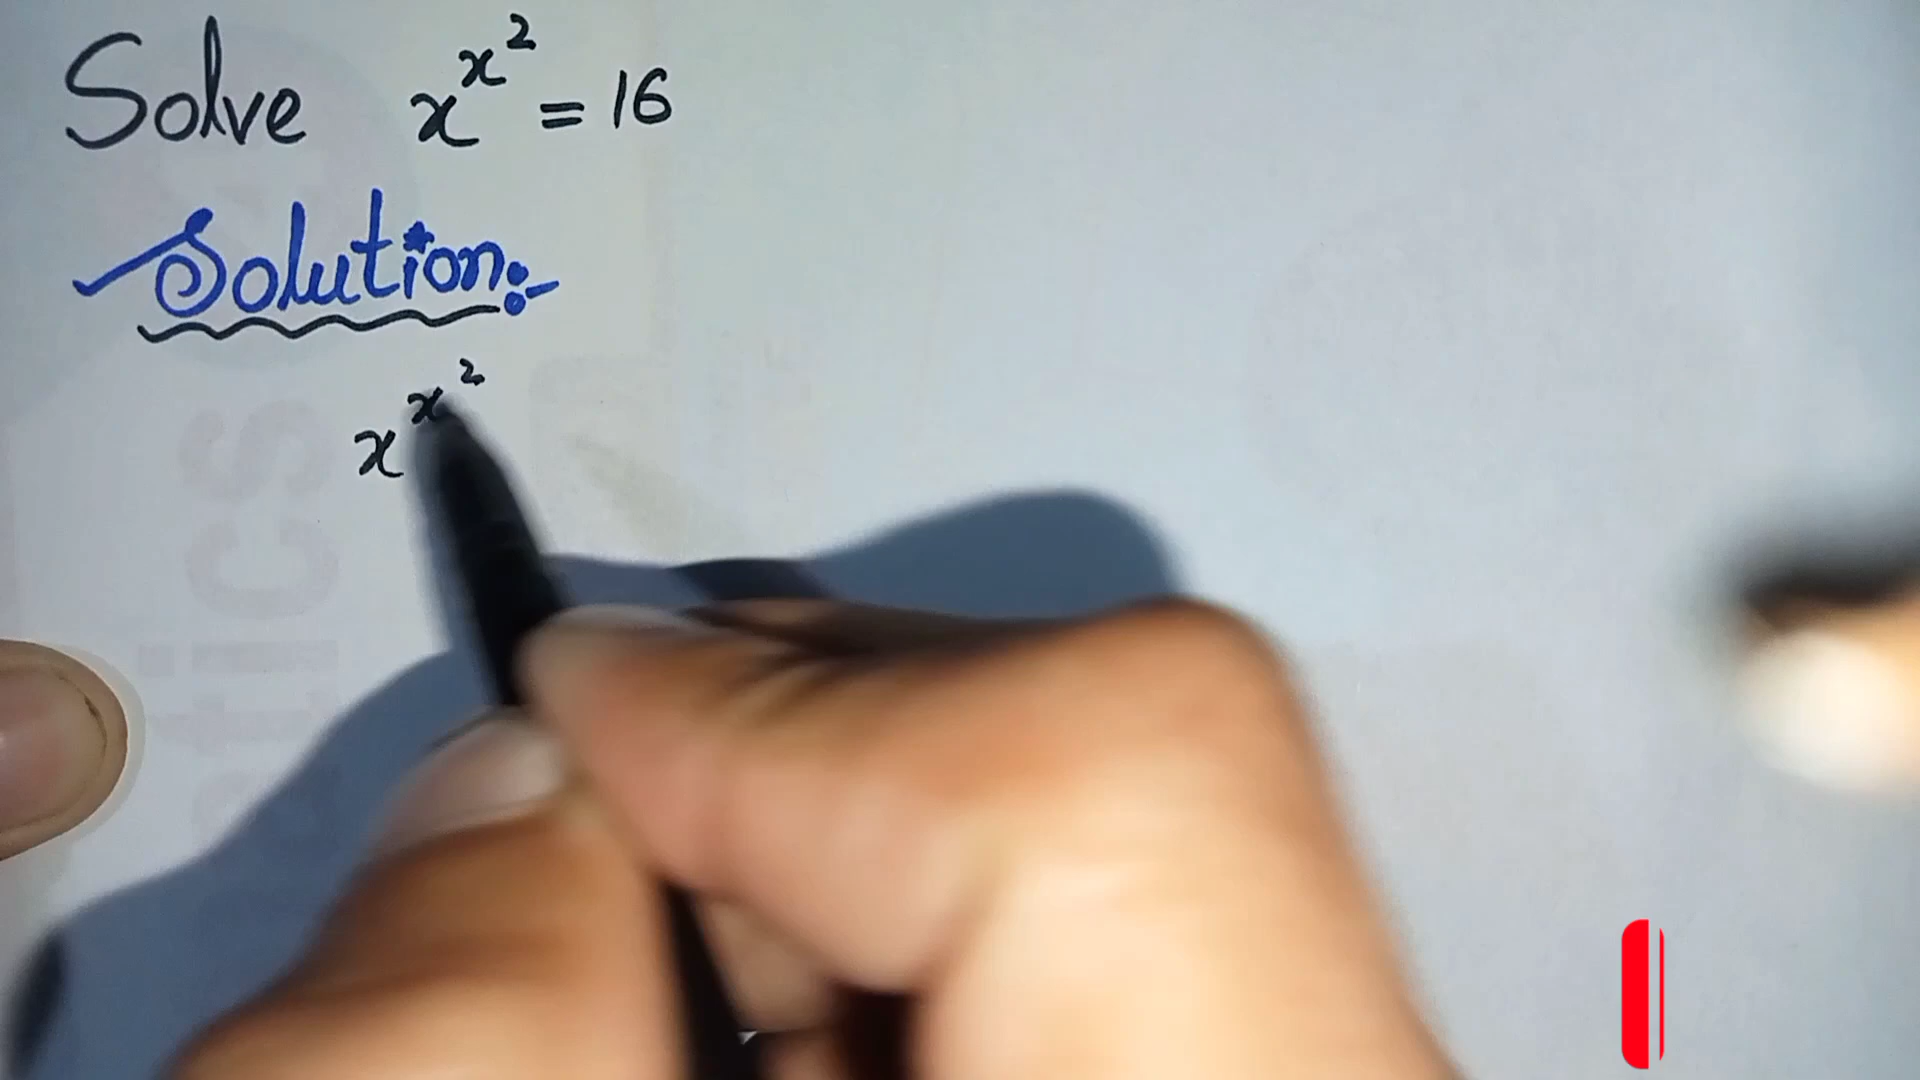 Solve x^x^2 = 16
Solution:-
x^x^2